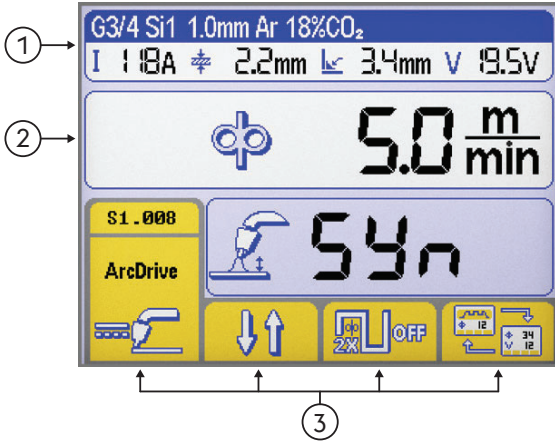 G3/4 Si1 1.0mm Ar 18%CO₂
I 118A 2.2mm 3.4mm V 19.5V
5.0 m/min
S1.008
Syn
ArcDrive
2X OFF
12 34
V 12
1
2
3